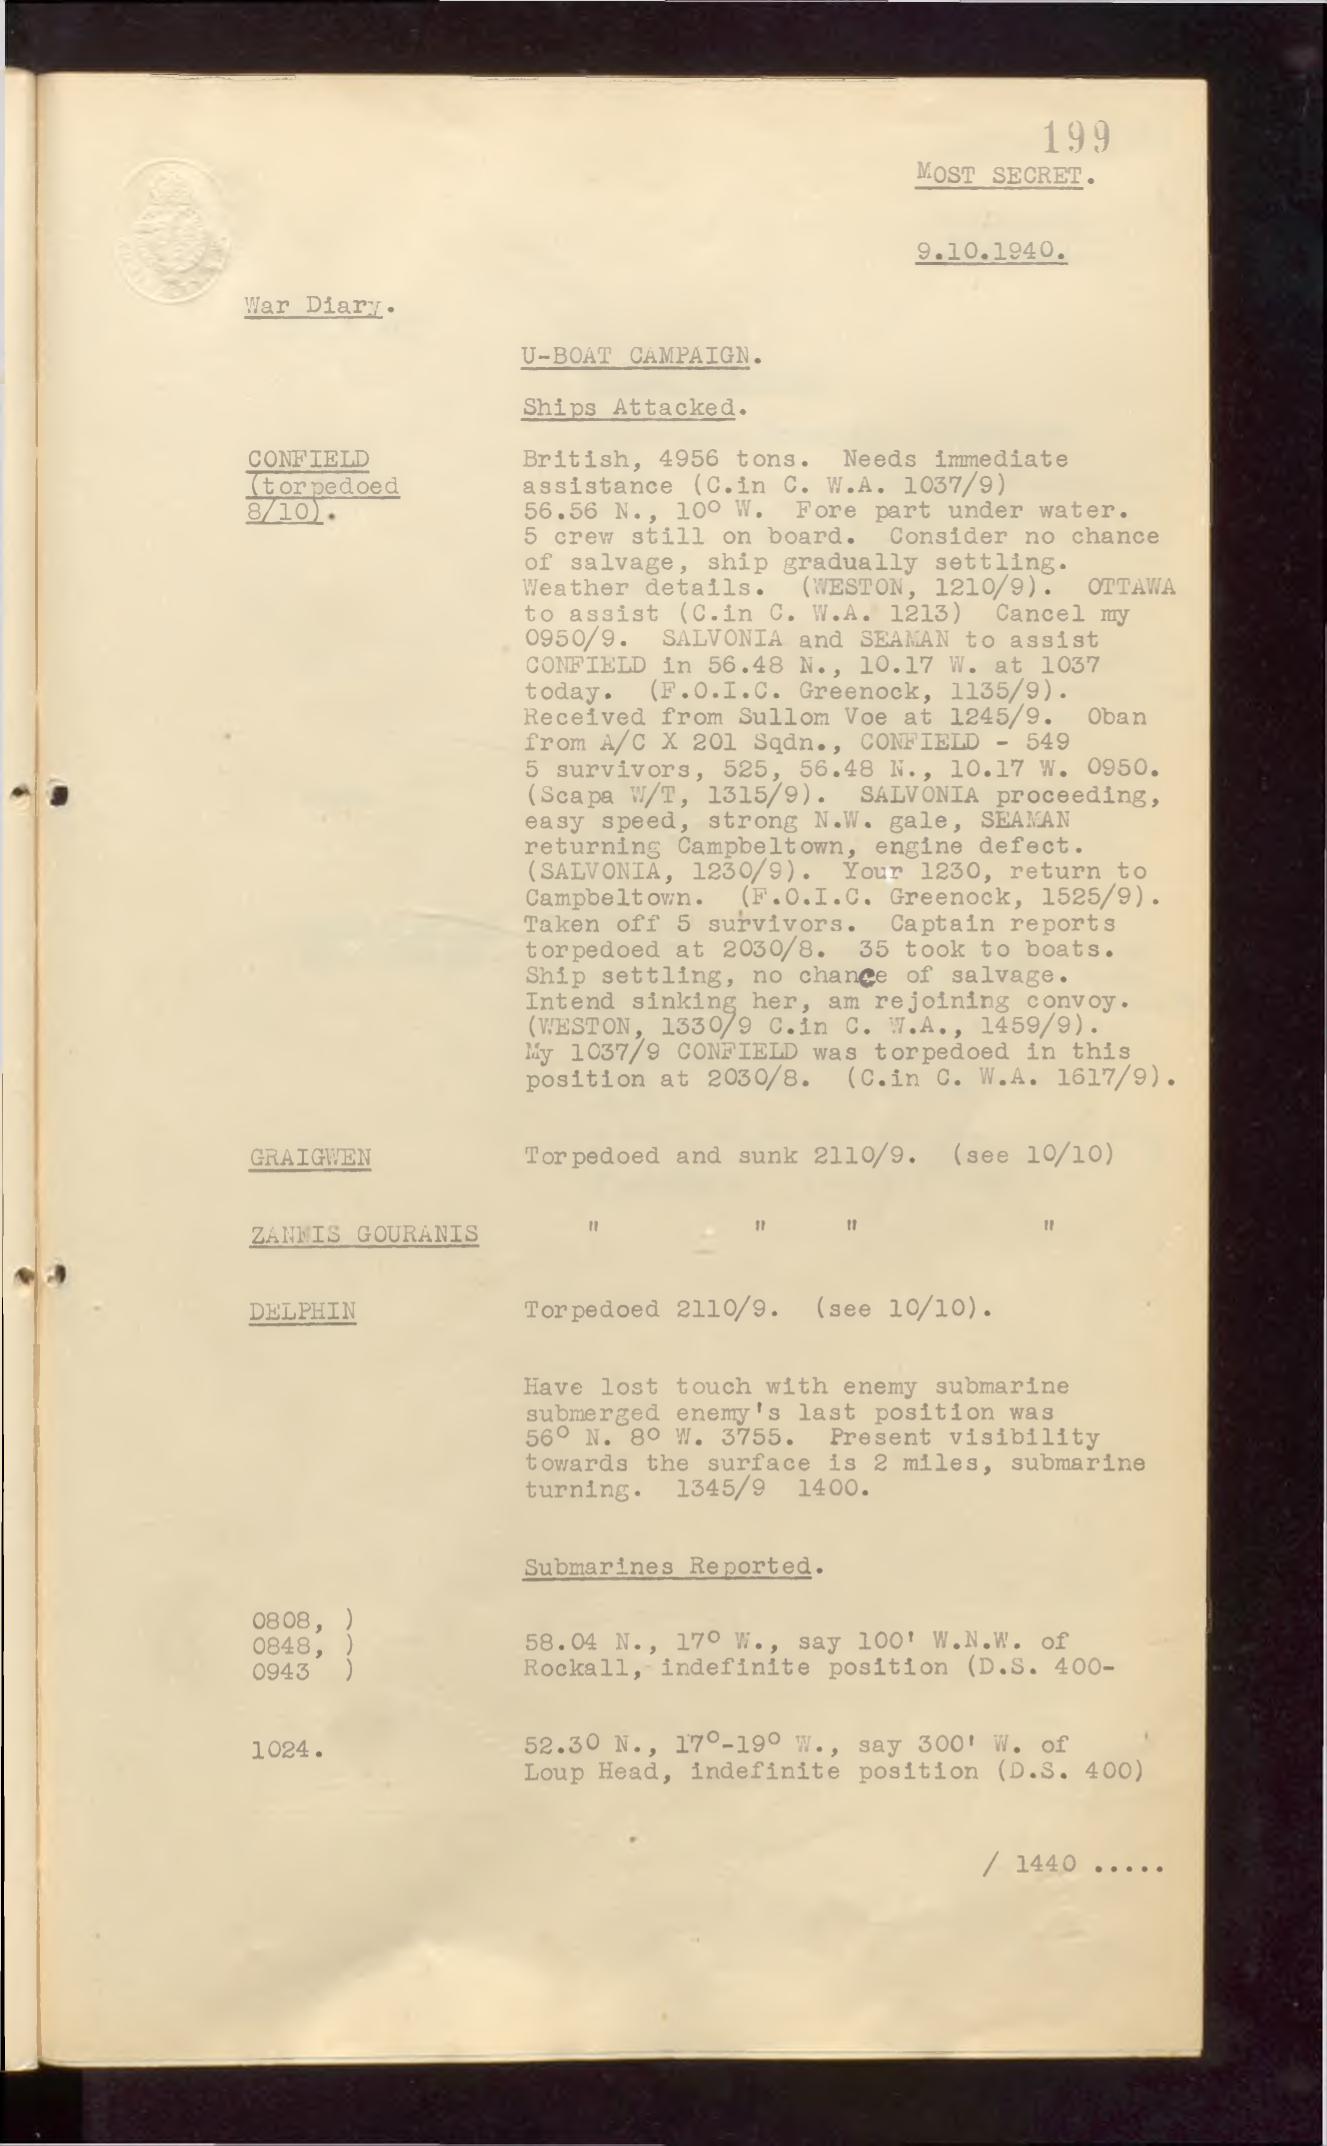 199
MOST SECRET.
9.10.1940.
War Diary.
U-BOAT CAMPAIGN.
Ships Attacked.
CONFIELD
(torpedoed
8/10).
British, 4956 tons. Needs immediate
assistance (C.in C. W.A. 1037/9)
56.56 N., 10° W. Fore part under water.
5 crew still on board. Consider no chance
of salvage, ship gradually settling.
Weather details. (WESTON, 1210/9). OTTAWA
to assist (C.in C. W.A. 1213) Cancel my
0950/9. SALVONIA and SEAMAN to assist
CONFIELD in 56.48 N., 10.17 W. at 1037
today. (F.O.I.C. Greenock, 1135/9).
Received from Sullom Voe at 1245/9. Oban
from A/C X 201 Sqdn., CONFIELD - 549
5 survivors, 525, 56.48 N., 10.17 W. 0950.
(Scapa W/T, 1315/9). SALVONIA proceeding,
easy speed, strong N.W. gale, SEAMAN
returning Campbeltown, engine defect.
(SALVONIA, 1230/9). Your 1230, return to
Campbeltown. (F.O.I.C. Greenock, 1525/9).
Taken off 5 survivors. Captain reports
torpedoed at 2030/8. 35 took to boats.
Ship settling, no chance of salvage.
Intend sinking her, am rejoining convoy.
(WESTON, 1330/9 C.in C. W.A., 1459/9).
My 1037/9 CONFIELD was torpedoed in this
position at 2030/8. (C.in C. W.A. 1617/9).
GRAIGWEN Torpedoed and sunk 2110/9. (see 10/10)
ZANNIS GOURANIS " " " "
DELPHIN Torpedoed 2110/9. (see 10/10).
Have lost touch with enemy submarine
submerged enemy's last position was
56° N. 8° W. 3755. Present visibility
towards the surface is 2 miles, submarine
turning. 1345/9 1400.
Submarines Reported.
0808, )
0848, )
0943 )
58.04 N., 17° W., say 100' W.N.W. of
Rockall, indefinite position (D.S. 400-
1024.
52.30 N., 17°-19° W., say 300' W. of
Loup Head, indefinite position (D.S. 400)
/ 1440 .....